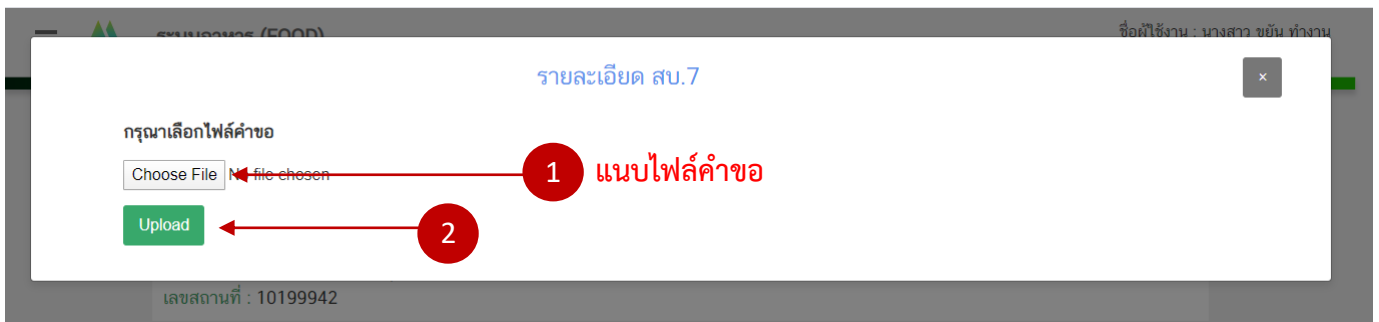 ระบบอาหาร (FOOD)
ชื่อผู้ใช้งาน : นางสาว ขยัน ทำงาน
รายละเอียด สบ.7
×
กรุณาเลือกไฟล์คำขอ
Choose File No file chosen
1 แนบไฟล์คำขอ
Upload
2
เลขสถานที่ : 10199942